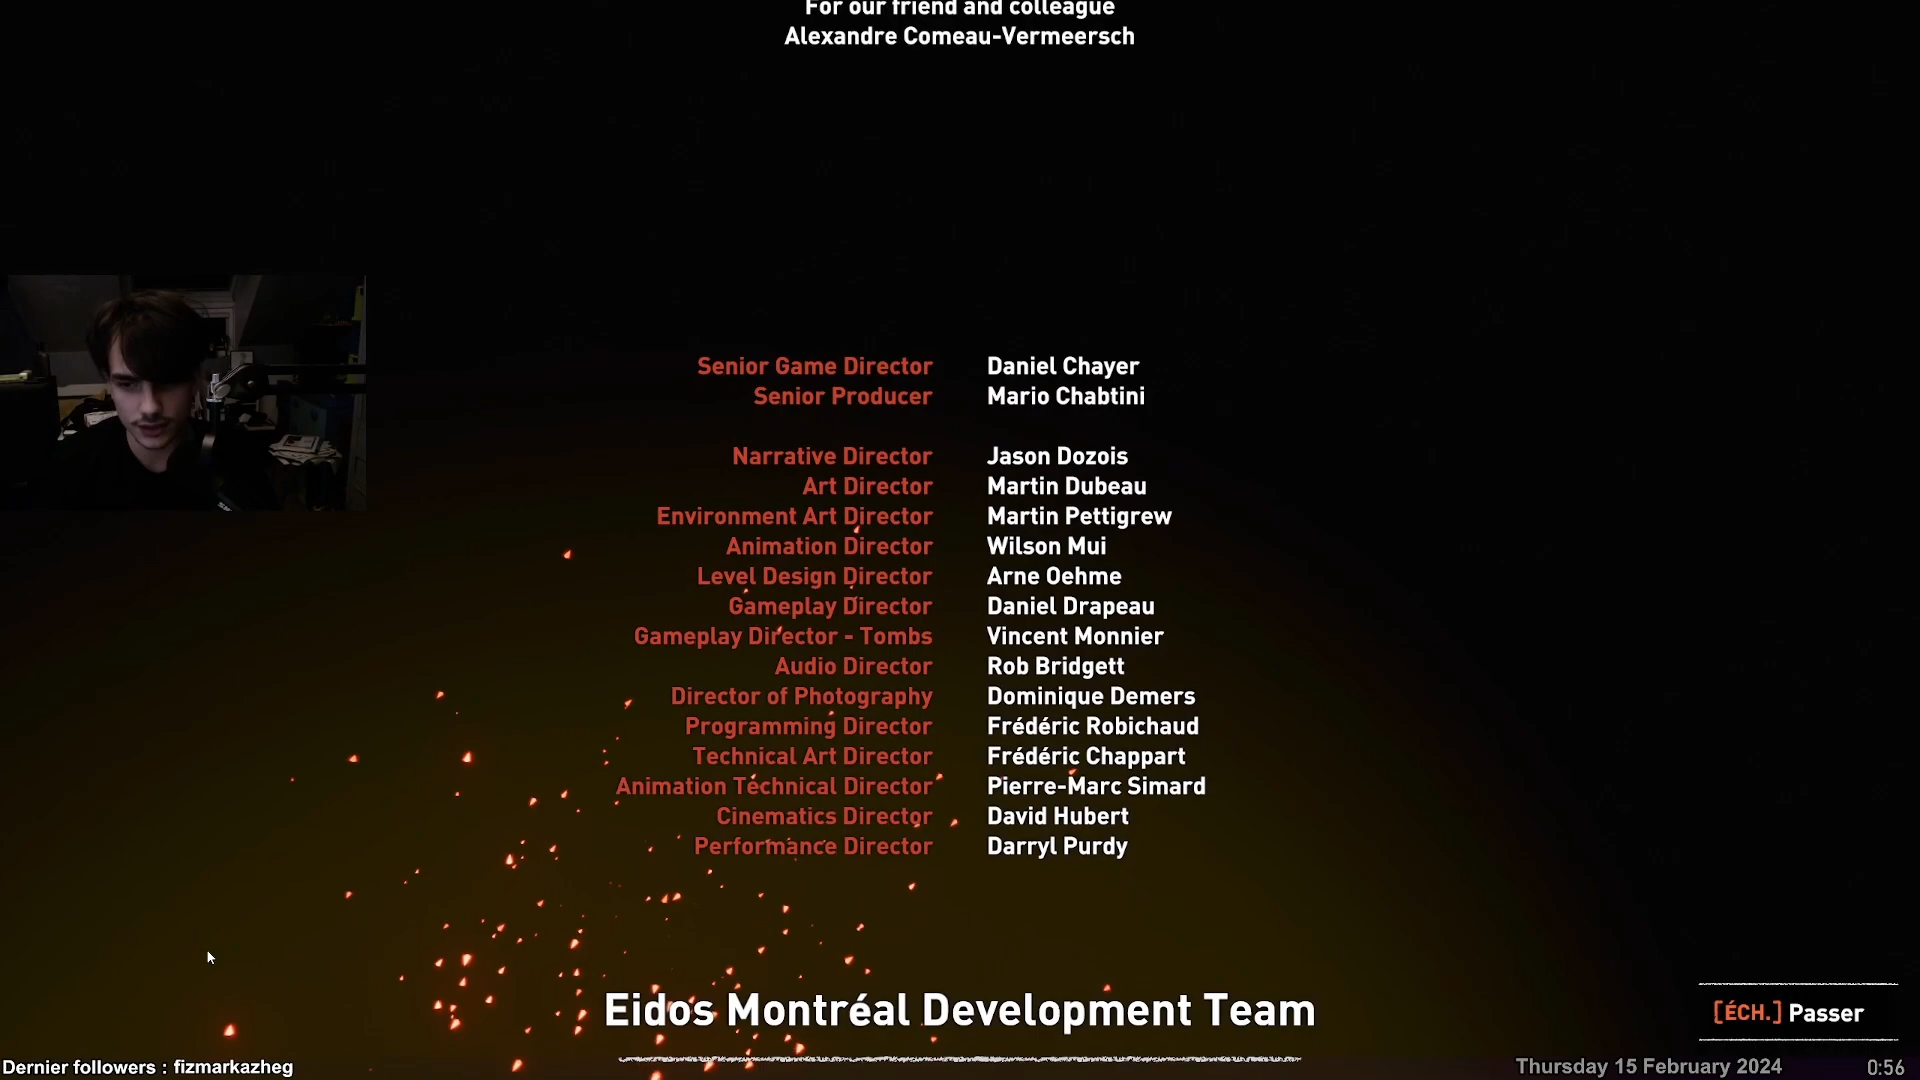 For our friend and colleague
Alexandre Comeau-Vermeersch
Senior Game Director Daniel Chayer
Senior Producer Mario Chabtini
Narrative Director Jason Dozois
Art Director Martin Dubeau
Environment Art Director Martin Pettigrew
Animation Director Wilson Mui
Level Design Director Arne Oehme
Gameplay Director Daniel Drapeau
Gameplay Director - Tombs Vincent Monnier
Audio Director Rob Bridgett
Director of Photography Dominique Demers
Programming Director Frédéric Robichaud
Technical Art Director Frédéric Chappart
Animation Technical Director Pierre-Marc Simard
Cinematics Director David Hubert
Performance Director Darryl Purdy
Eidos Montréal Development Team
[ÉCH.] Passer
Dernier followers : fizmarkazheg
Thursday 15 February 2024 0:56